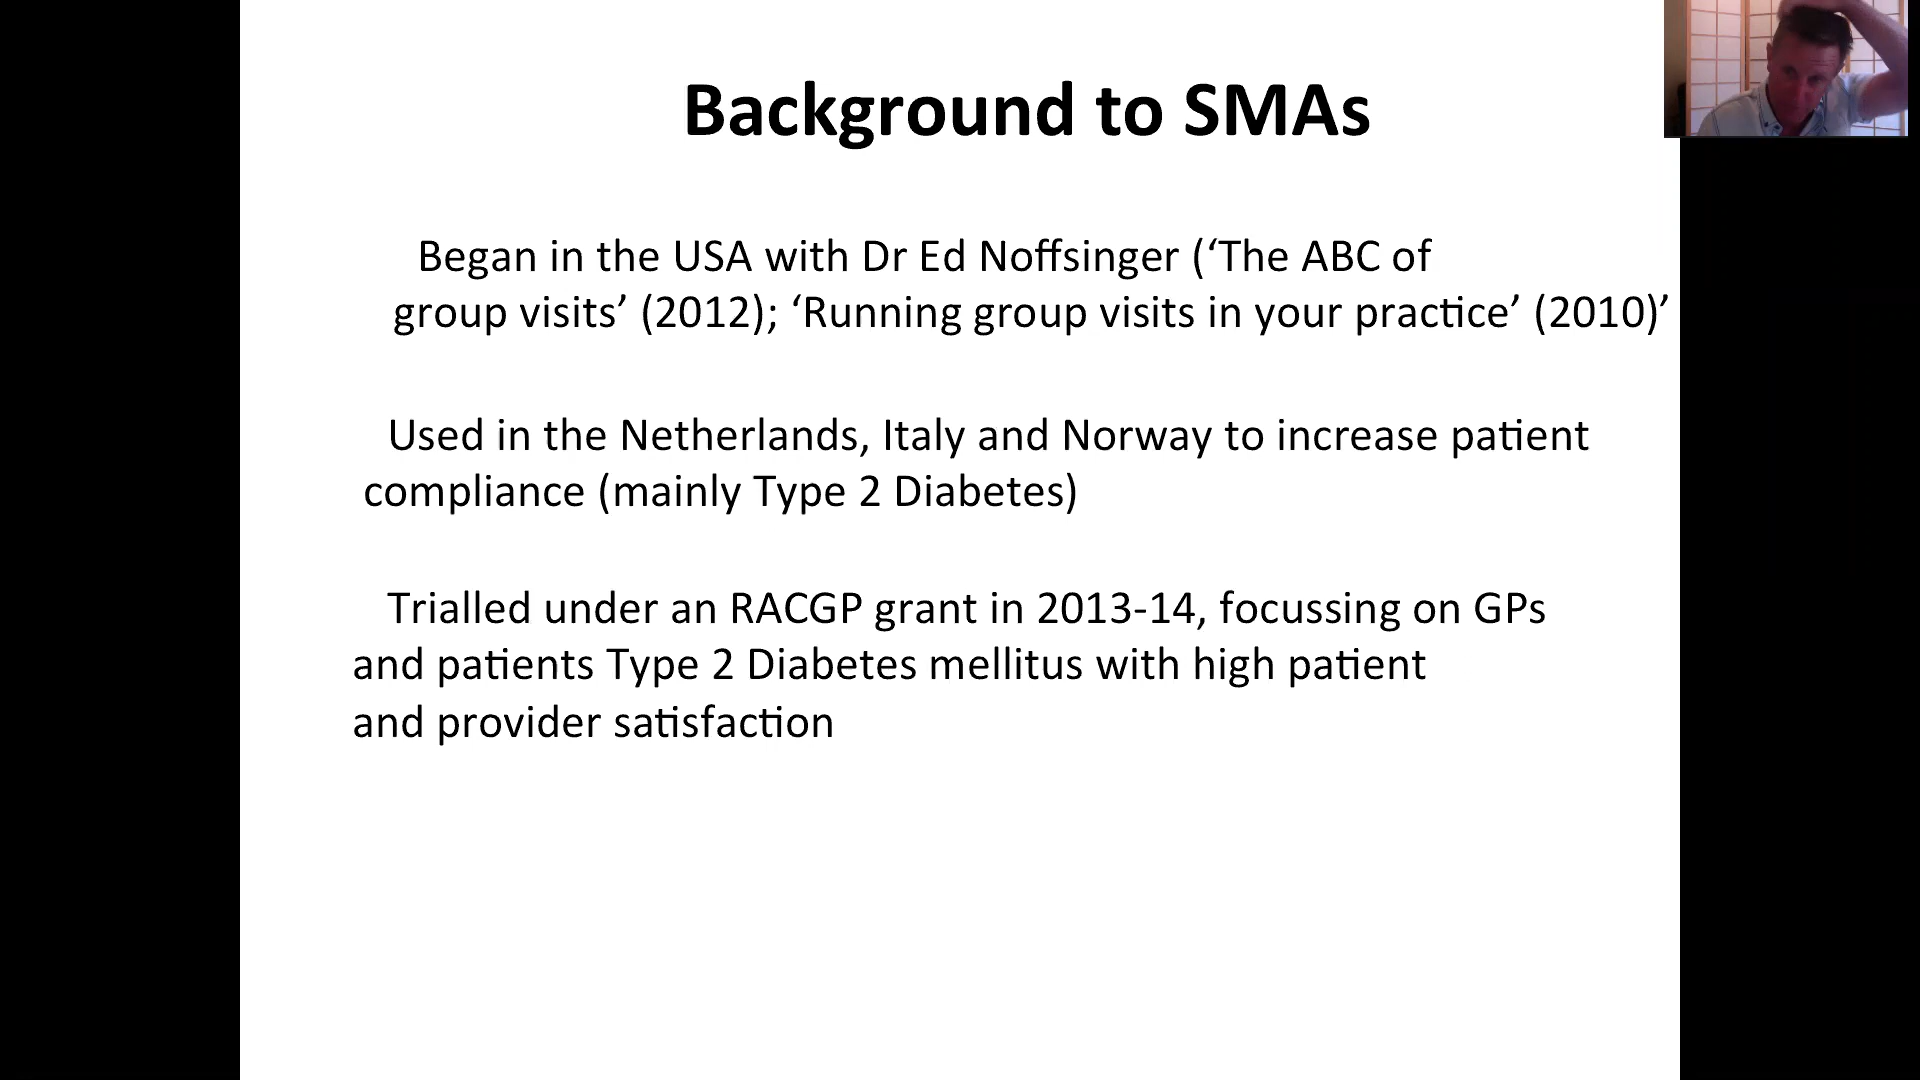 Background to SMAs
Began in the USA with Dr Ed Noffsinger (‘The ABC of
group visits’ (2012); ‘Running group visits in your practice’ (2010)’
Used in the Netherlands, Italy and Norway to increase patient
compliance (mainly Type 2 Diabetes)
Trialled under an RACGP grant in 2013-14, focussing on GPs
and patients Type 2 Diabetes mellitus with high patient
and provider satisfaction